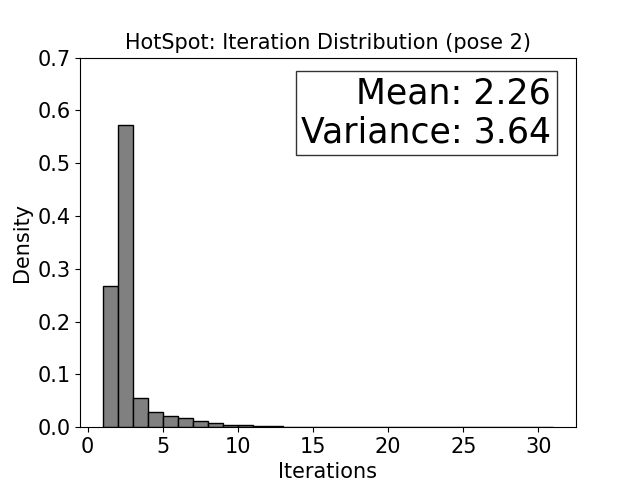 HotSpot: Iteration Distribution (pose 2)
Mean: 2.26
Variance: 3.64
Density
0.7
0.6
0.5
0.4
0.3
0.2
0.1
0.0
0 5 10 15 20 25 30
Iterations